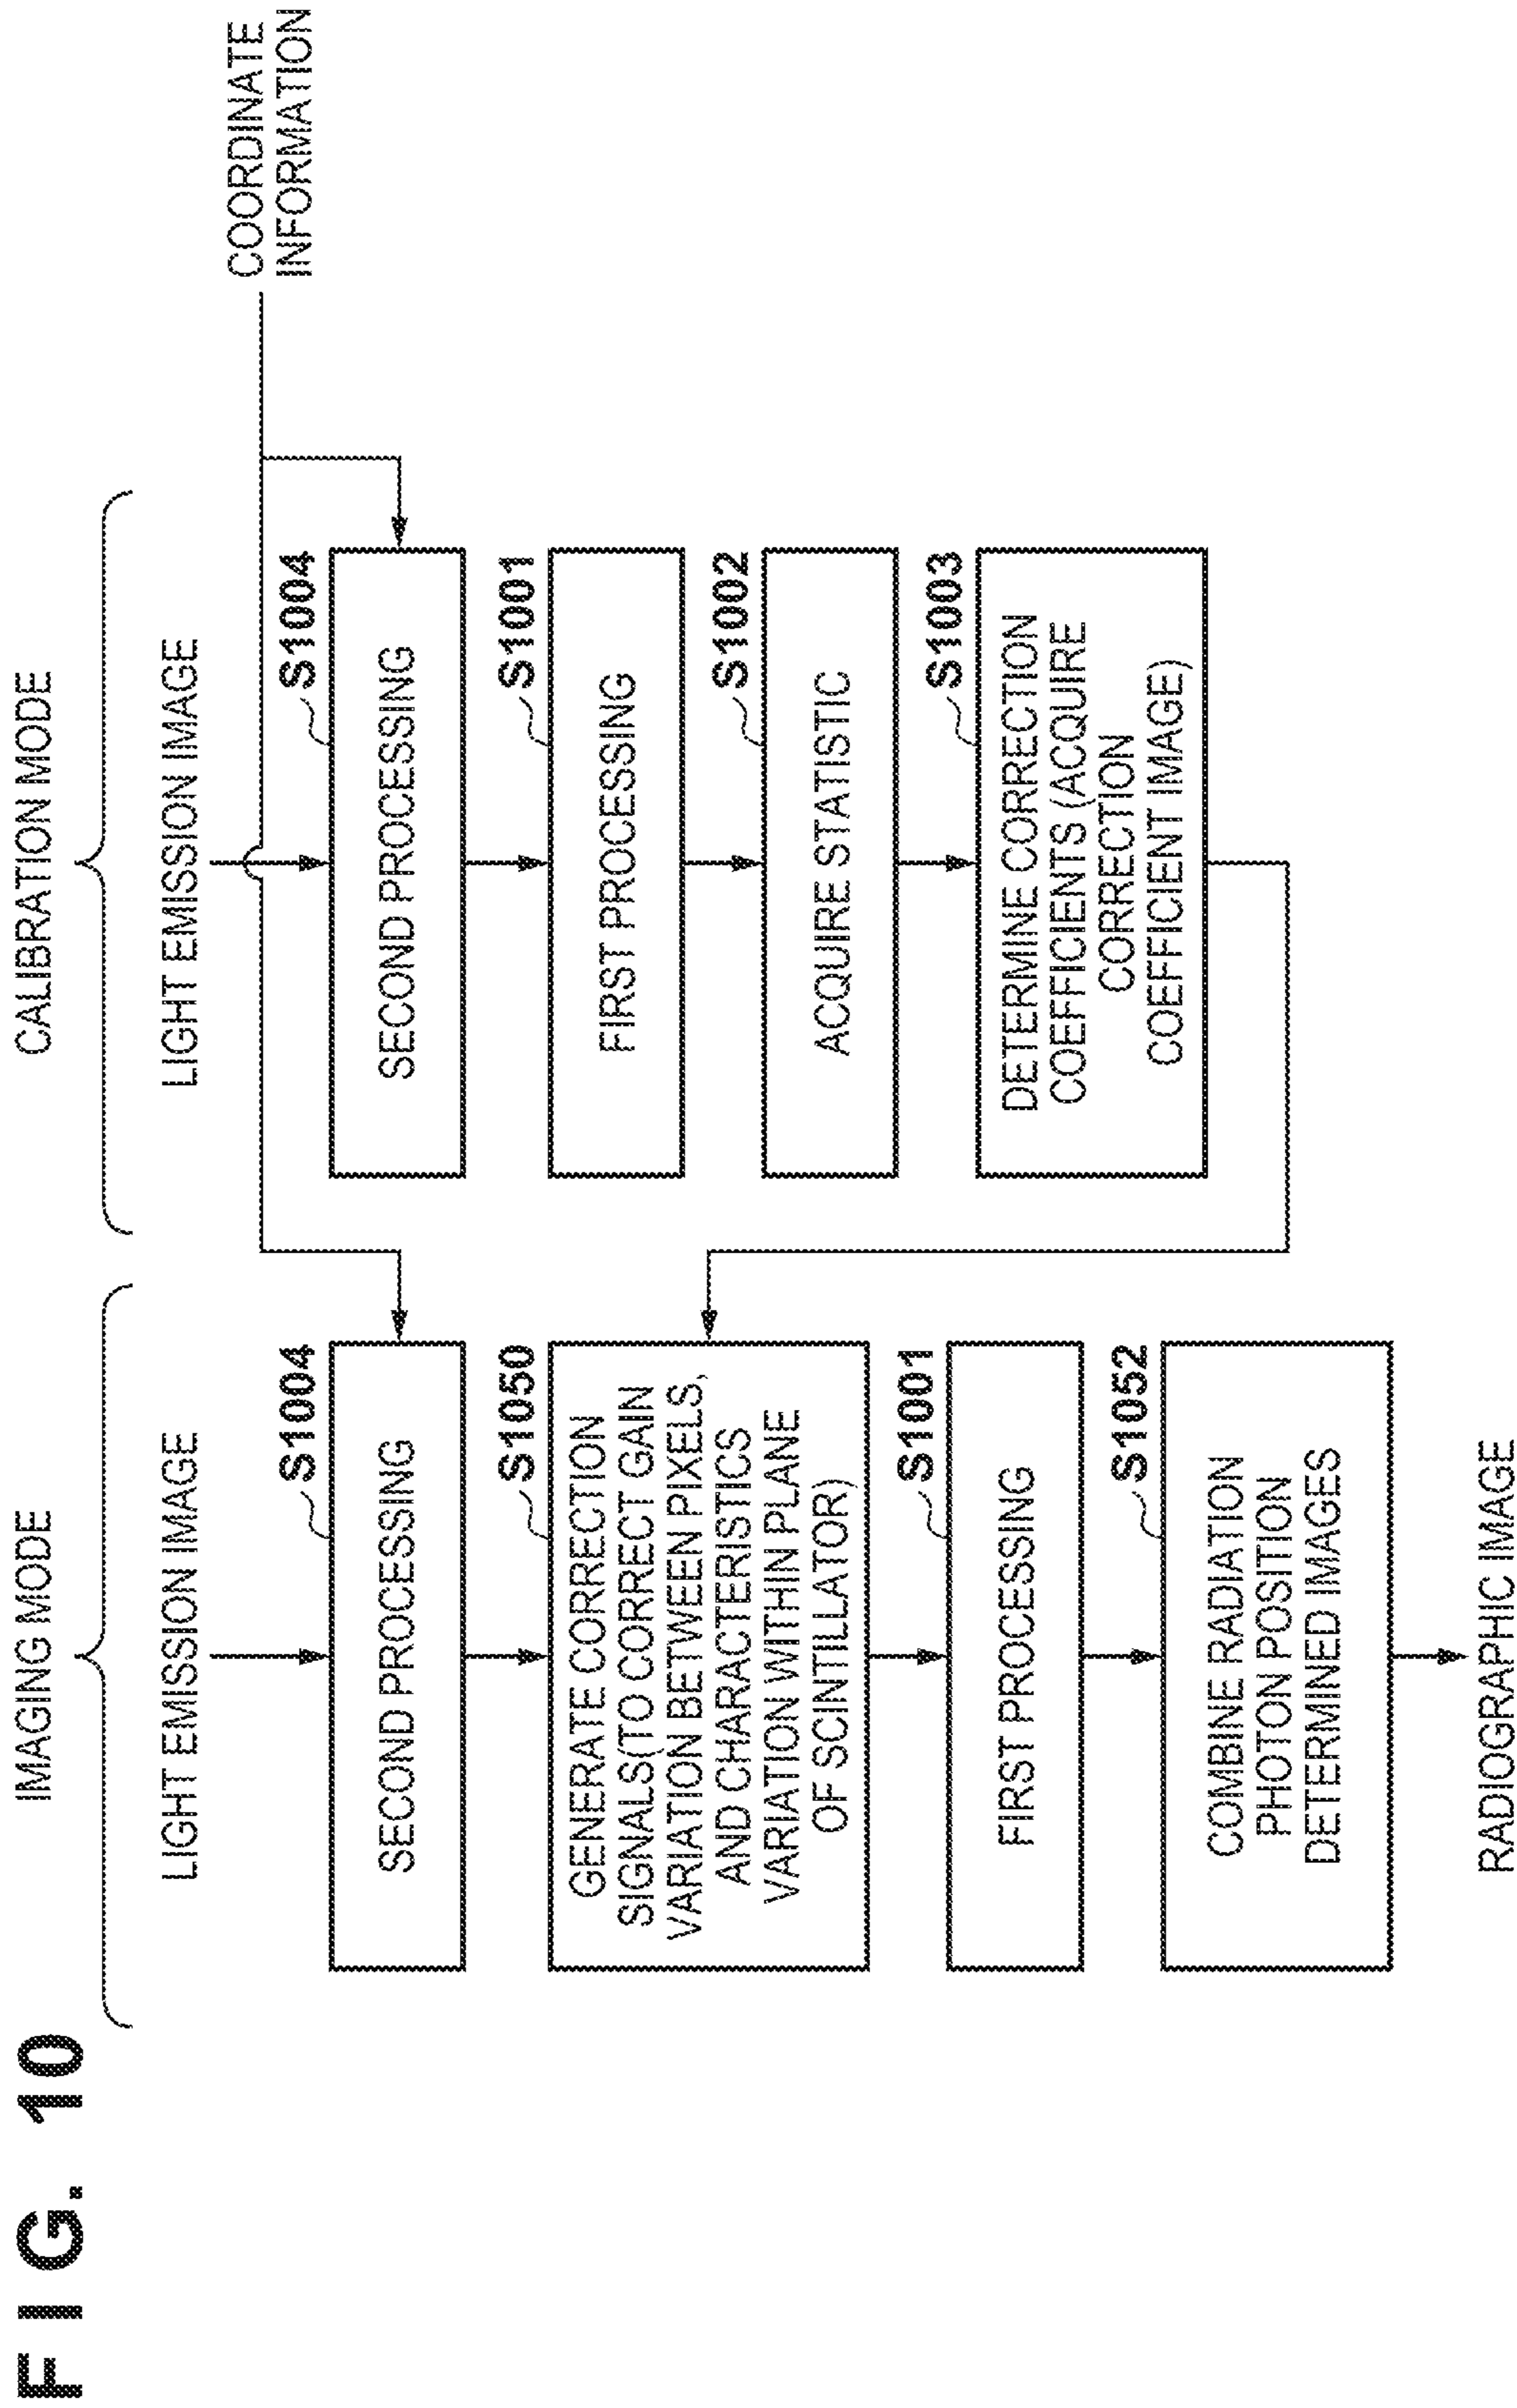 FIG. 10
IMAGING MODE
LIGHT EMISSION IMAGE
S1004
SECOND PROCESSING
S1050
GENERATE CORRECTION
SIGNALS(TO CORRECT GAIN
VARIATION BETWEEN PIXELS,
AND CHARACTERISTICS
VARIATION WITHIN PLANE
OF SCINTILLATOR)
S1001
FIRST PROCESSING
S1052
COMBINE RADIATION
PHOTON POSITION
DETERMINED IMAGES
RADIOGRAPHIC IMAGE
CALIBRATION MODE
LIGHT EMISSION IMAGE
S1004
SECOND PROCESSING
S1001
FIRST PROCESSING
S1002
ACQUIRE STATISTIC
S1003
DETERMINE CORRECTION
COEFFICIENTS (ACQUIRE
CORRECTION
COEFFICIENT IMAGE)
COORDINATE
INFORMATION